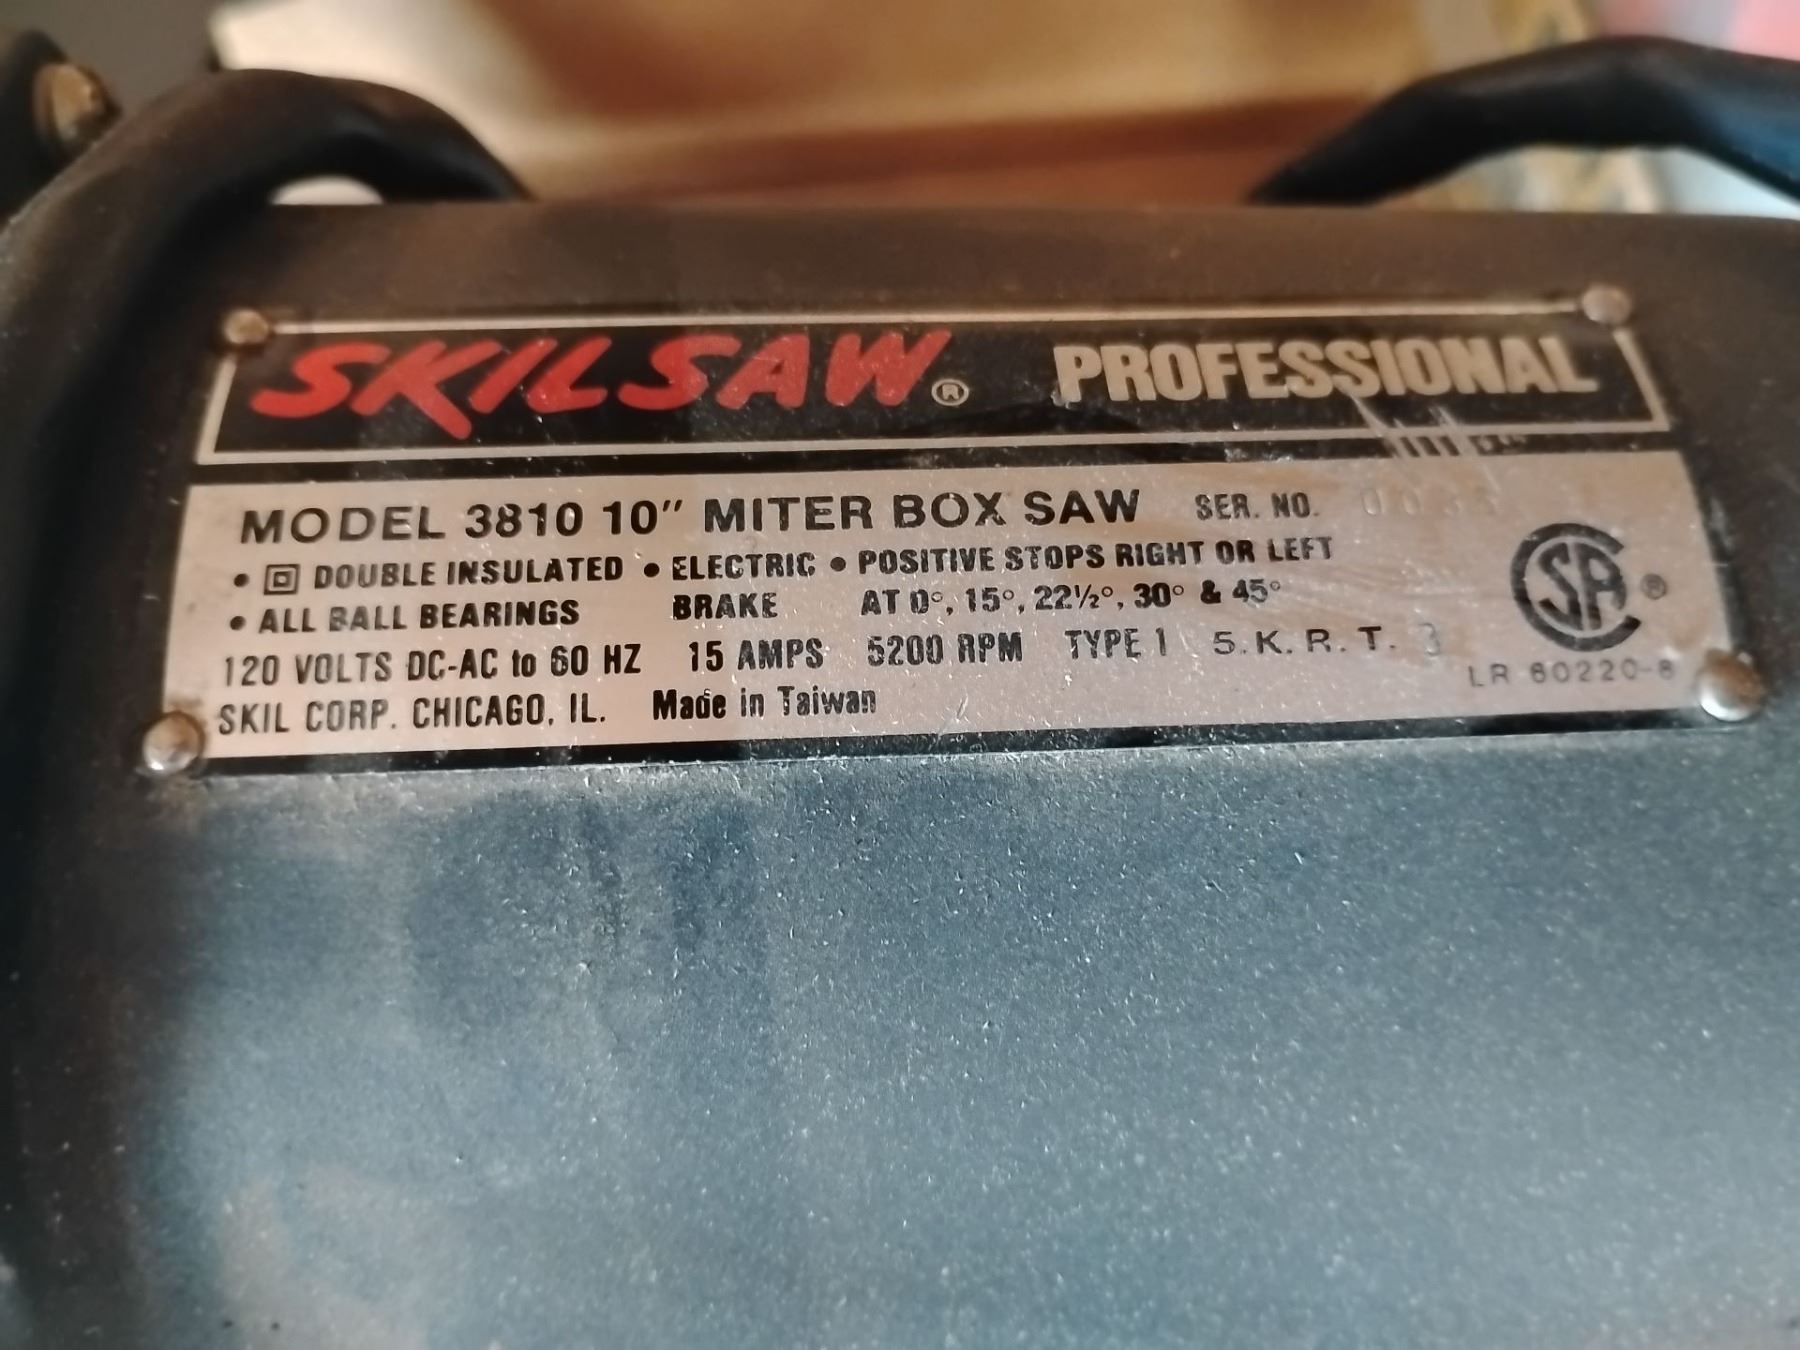 SKILSAW® PROFESSIONAL
MODEL 3810 10" MITER BOX SAW SER. NO.
• DOUBLE INSULATED • ELECTRIC • POSITIVE STOPS RIGHT OR LEFT
• ALL BALL BEARINGS BRAKE AT 0°, 15°, 22½°, 30° & 45°
120 VOLTS DC-AC to 60 HZ 15 AMPS 5200 RPM TYPE 1 S.K.R.T. 3
SKIL CORP. CHICAGO, IL. Made in Taiwan
CSA ®
LR 60220-8